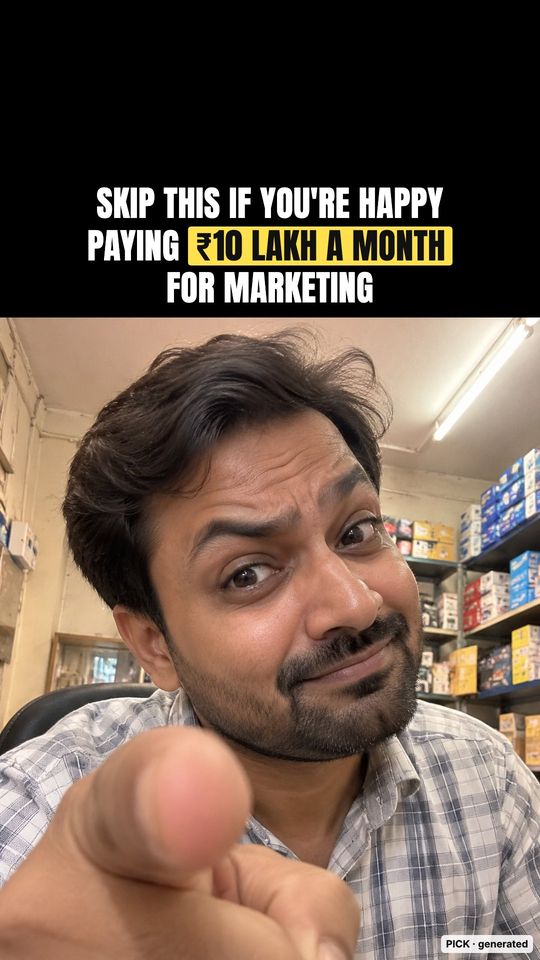 SKIP THIS IF YOU'RE HAPPY
PAYING ₹10 LAKH A MONTH
FOR MARKETING
PICK · generated